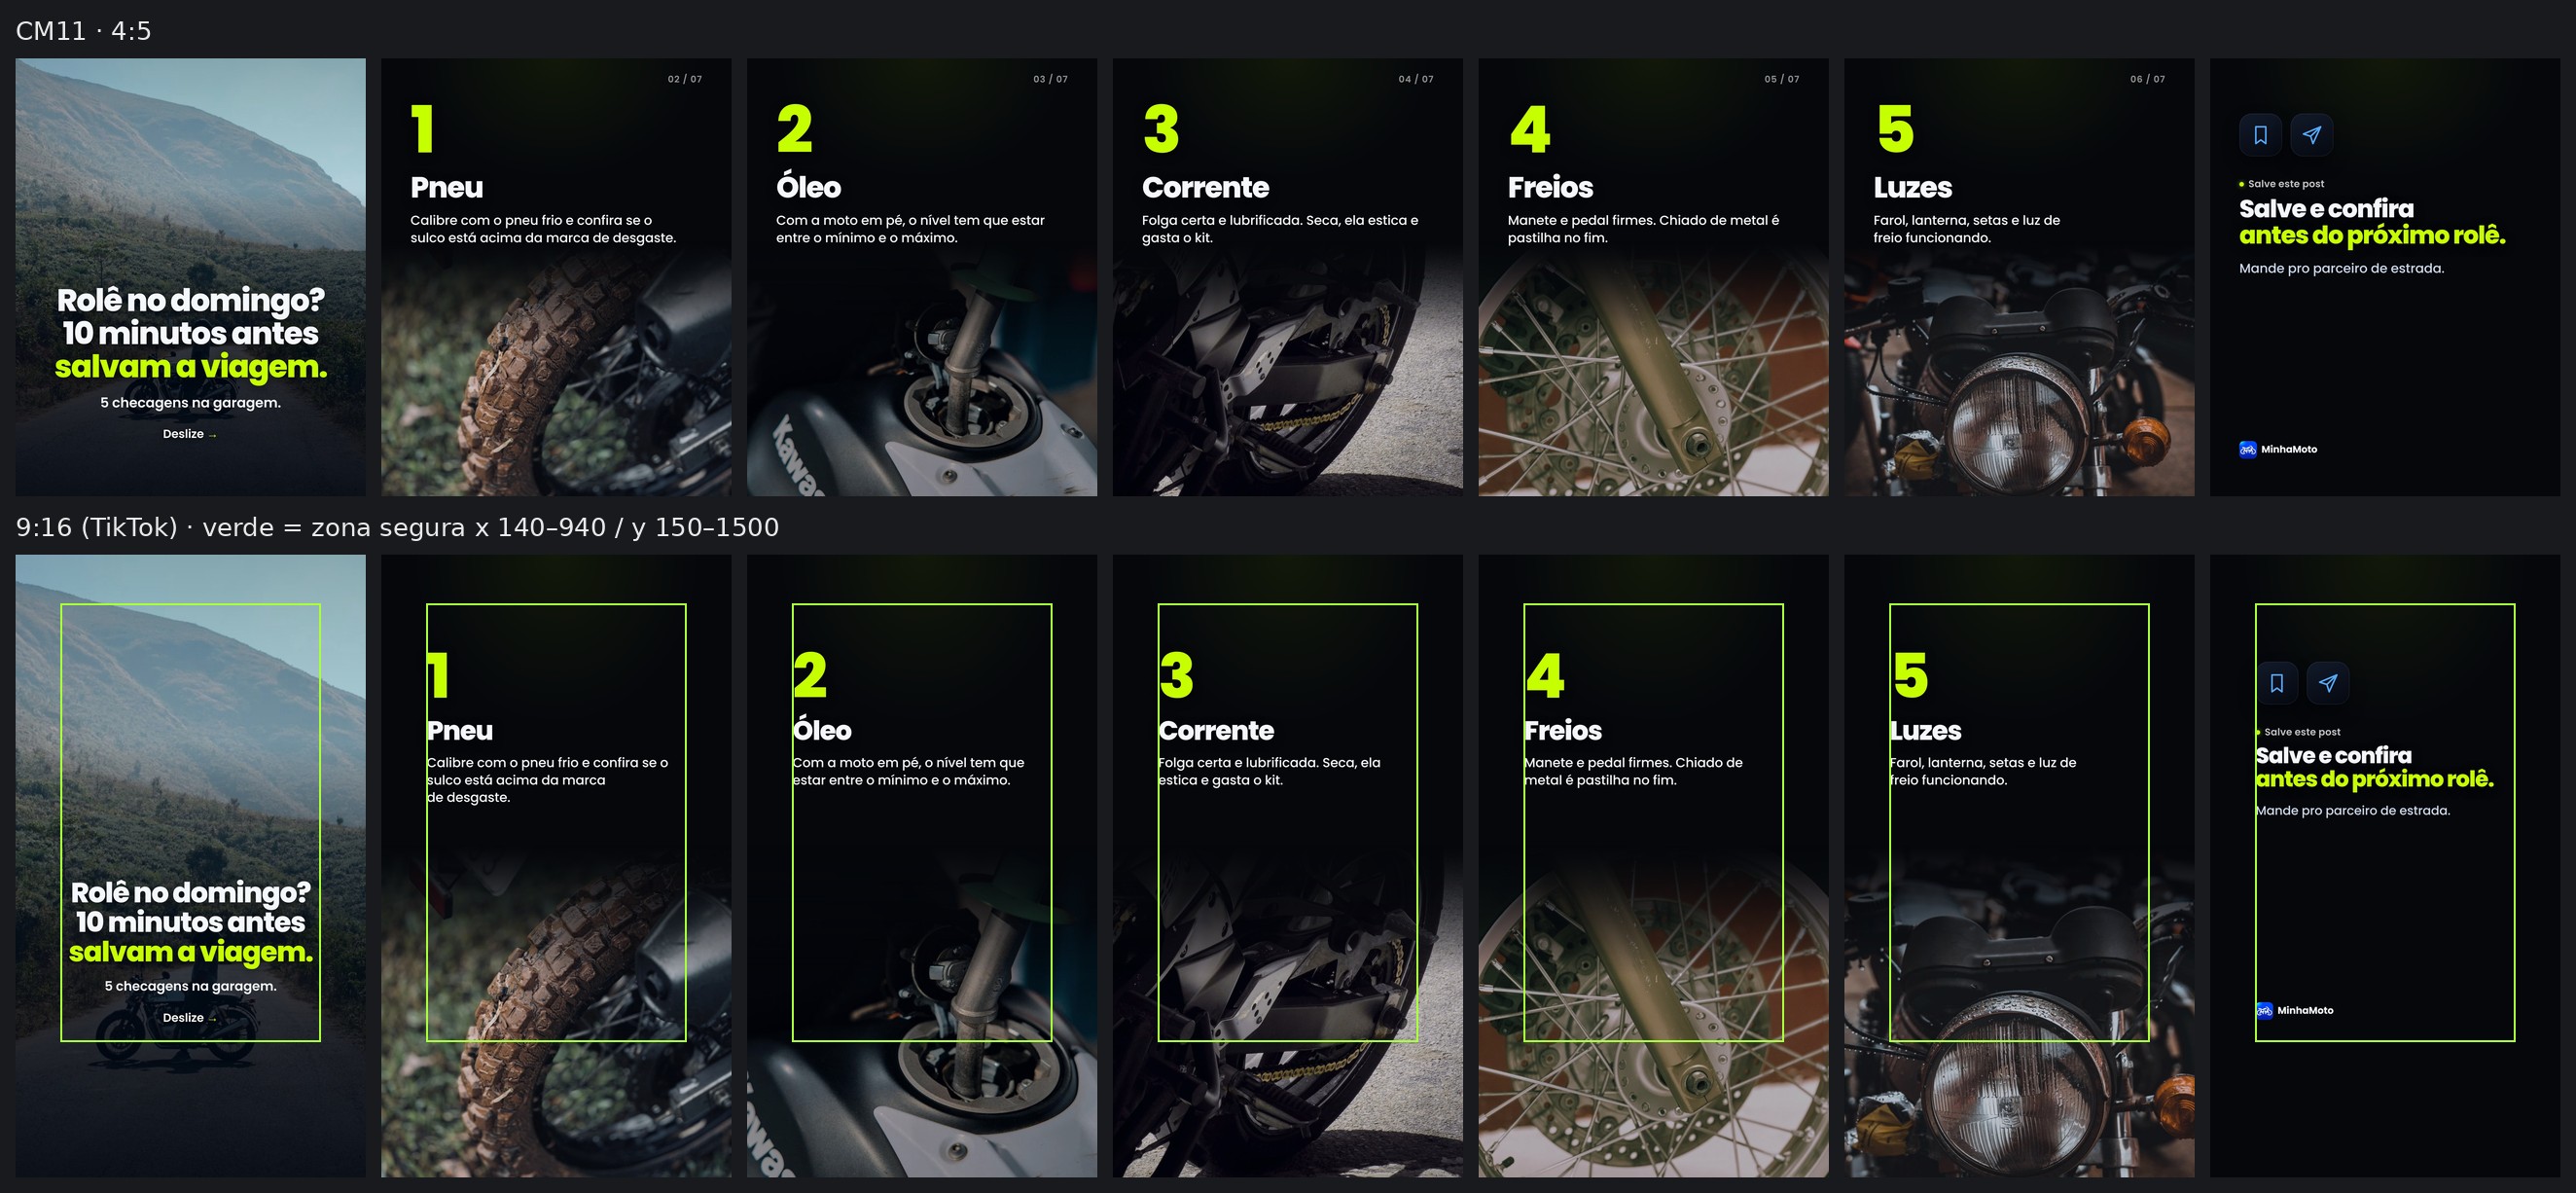 CM11 · 4:5
Rolê no domingo?
10 minutos antes
salvam a viagem.
5 checagens na garagem.
Deslize →
02 / 07
1
Pneu
Calibre com o pneu frio e confira se o
sulco está acima da marca de desgaste.
03 / 07
2
Óleo
Com a moto em pé, o nível tem que estar
entre o mínimo e o máximo.
Kawas
04 / 07
3
Corrente
Folga certa e lubrificada. Seca, ela estica e
gasta o kit.
05 / 07
4
Freios
Manete e pedal firmes. Chiado de metal é
pastilha no fim.
06 / 07
5
Luzes
Farol, lanterna, setas e luz de
freio funcionando.
Salve este post
Salve e confira
antes do próximo rolê.
Mande pro parceiro de estrada.
MinhaMoto
9:16 (TikTok) · verde = zona segura x 140–940 / y 150–1500
Rolê no domingo?
10 minutos antes
salvam a viagem.
5 checagens na garagem.
Deslize →
1
Pneu
Calibre com o pneu frio e confira se o
sulco está acima da marca
de desgaste.
2
Óleo
Com a moto em pé, o nível tem que
estar entre o mínimo e o máximo.
Kawas
3
Corrente
Folga certa e lubrificada. Seca, ela
estica e gasta o kit.
4
Freios
Manete e pedal firmes. Chiado de
metal é pastilha no fim.
5
Luzes
Farol, lanterna, setas e luz de
freio funcionando.
Salve este post
Salve e confira
antes do próximo rolê.
Mande pro parceiro de estrada.
MinhaMoto